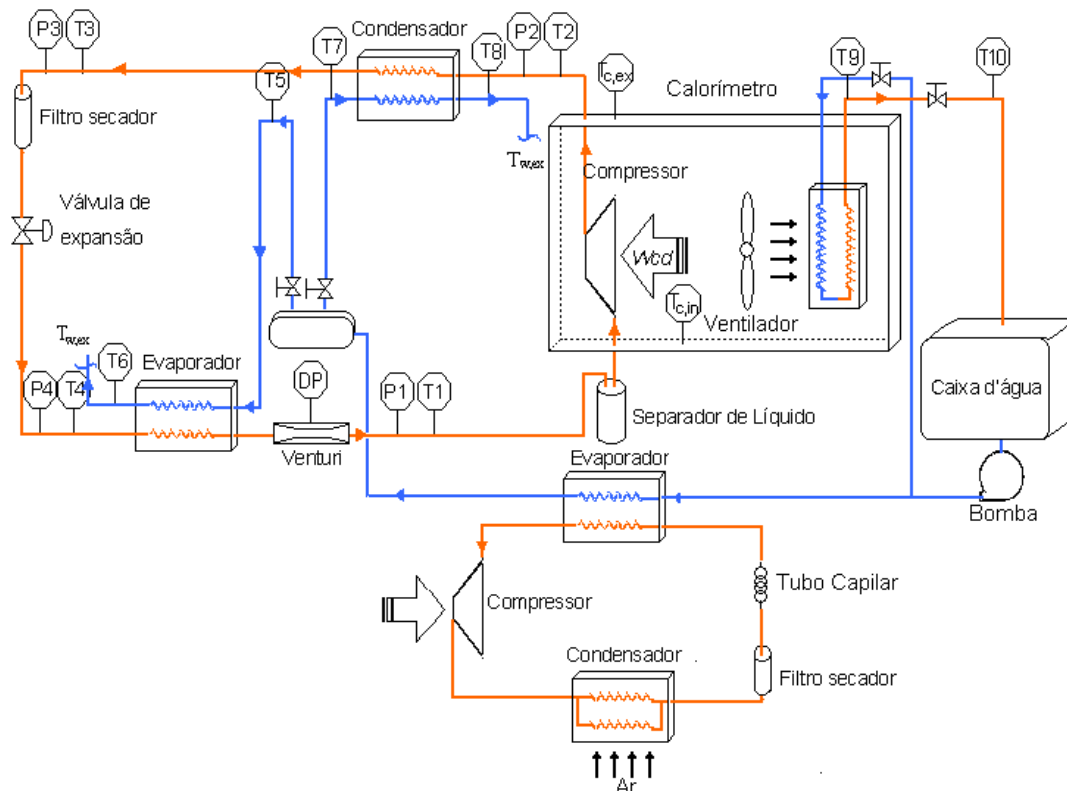 P3
T3
T7
Condensador
T8
P2
T2
Tc,ex
T9
T10
T5
Calorímetro
Filtro secador
Tw,ex
Compressor
Válvula de
expansão
Wcd
Tc,in
Ventilador
Tw,ex
T6
Evaporador
DP
P1
T1
Caixa d'água
P4
T4
Separador de Líquido
Venturi
Evaporador
Bomba
Tubo Capilar
Compressor
Condensador
Filtro secador
Ar